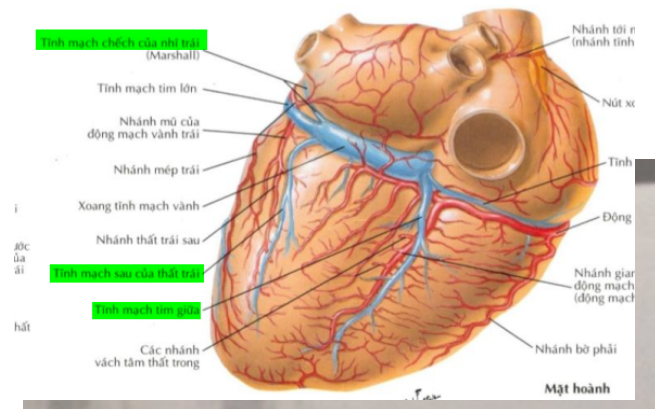 Tĩnh mạch chếch của nhĩ trái
(Marshall)
Tĩnh mạch tim lớn
Nhánh mũ của
động mạch vành trái
Nhánh mép trái
Xoang tĩnh mạch vành
Nhánh thất trái sau
Tĩnh mạch sau của thất trái
Tĩnh mạch tim giữa
Các nhánh
vách tâm thất trong
Nhánh tới
(nhánh tĩnh
Nút
Tĩnh
Động
Nhánh
động mạch
(động mạch
Nhánh bờ phải
Mặt hoành